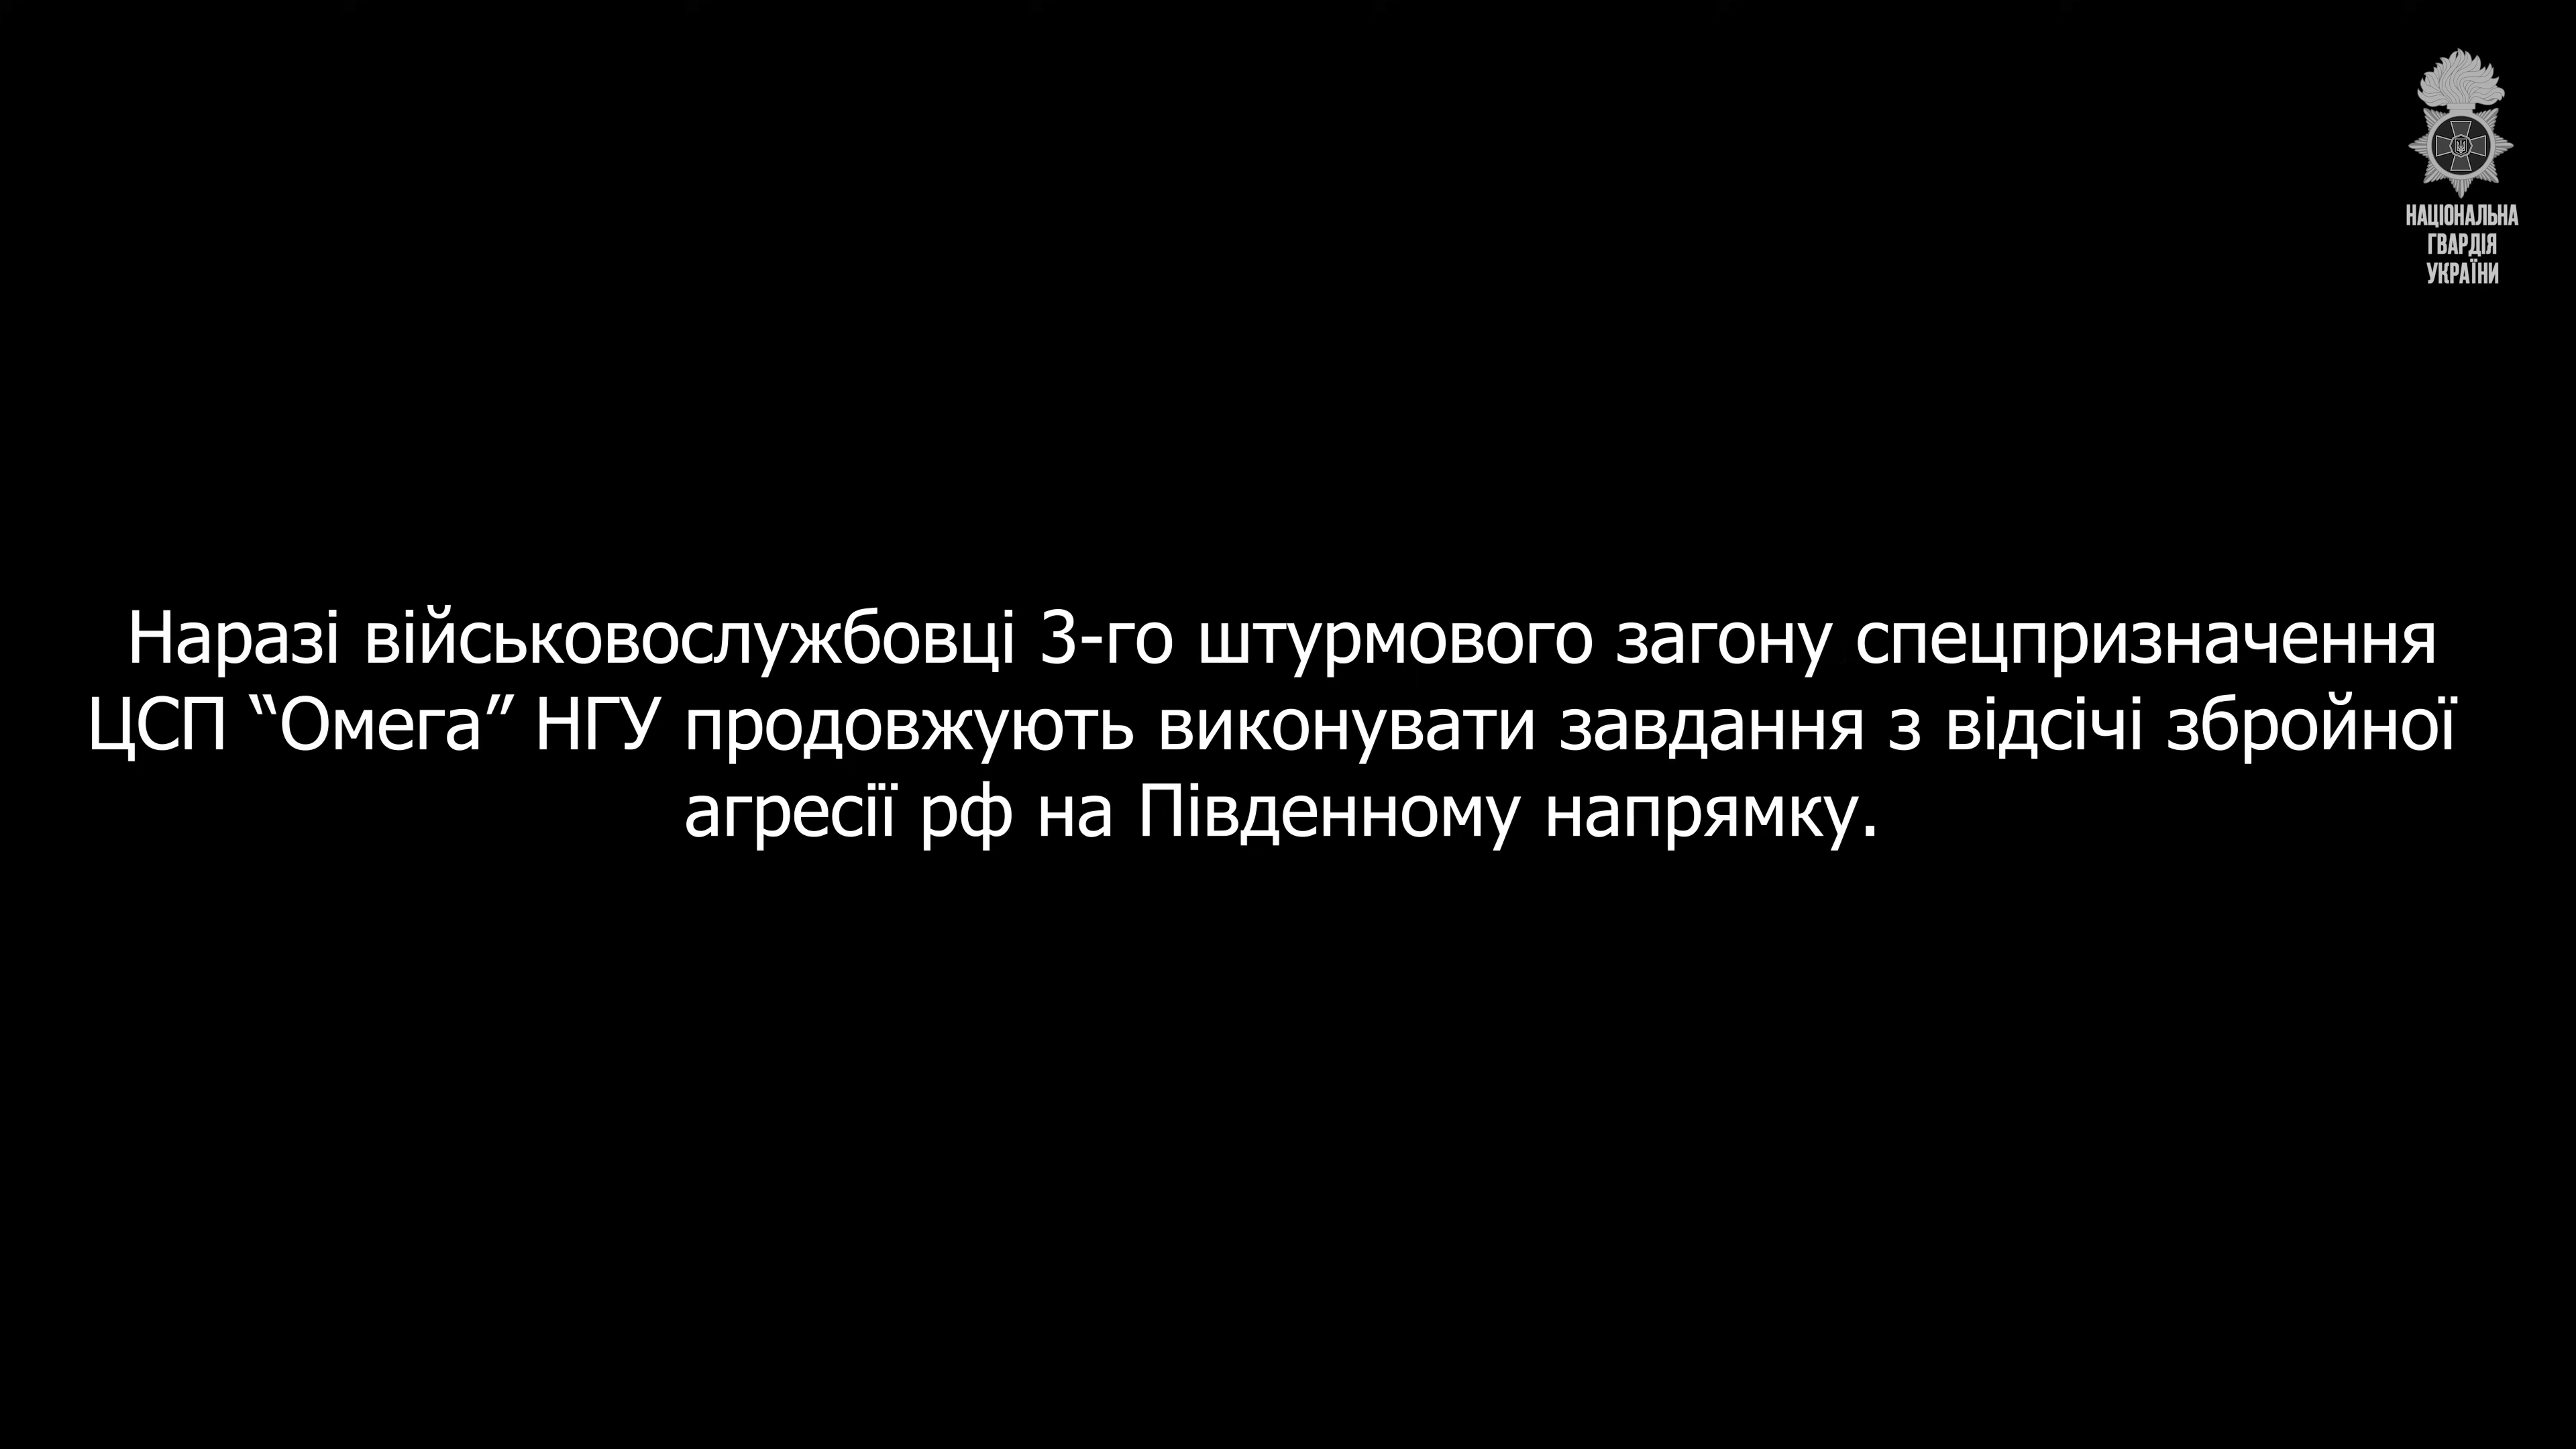 НАЦІОНАЛЬНА
ГВАРДІЯ
УКРАЇНИ
Наразі військовослужбовці 3-го штурмового загону спецпризначення
ЦСП “Омега” НГУ продовжують виконувати завдання з відсічі збройної
агресії рф на Південному напрямку.